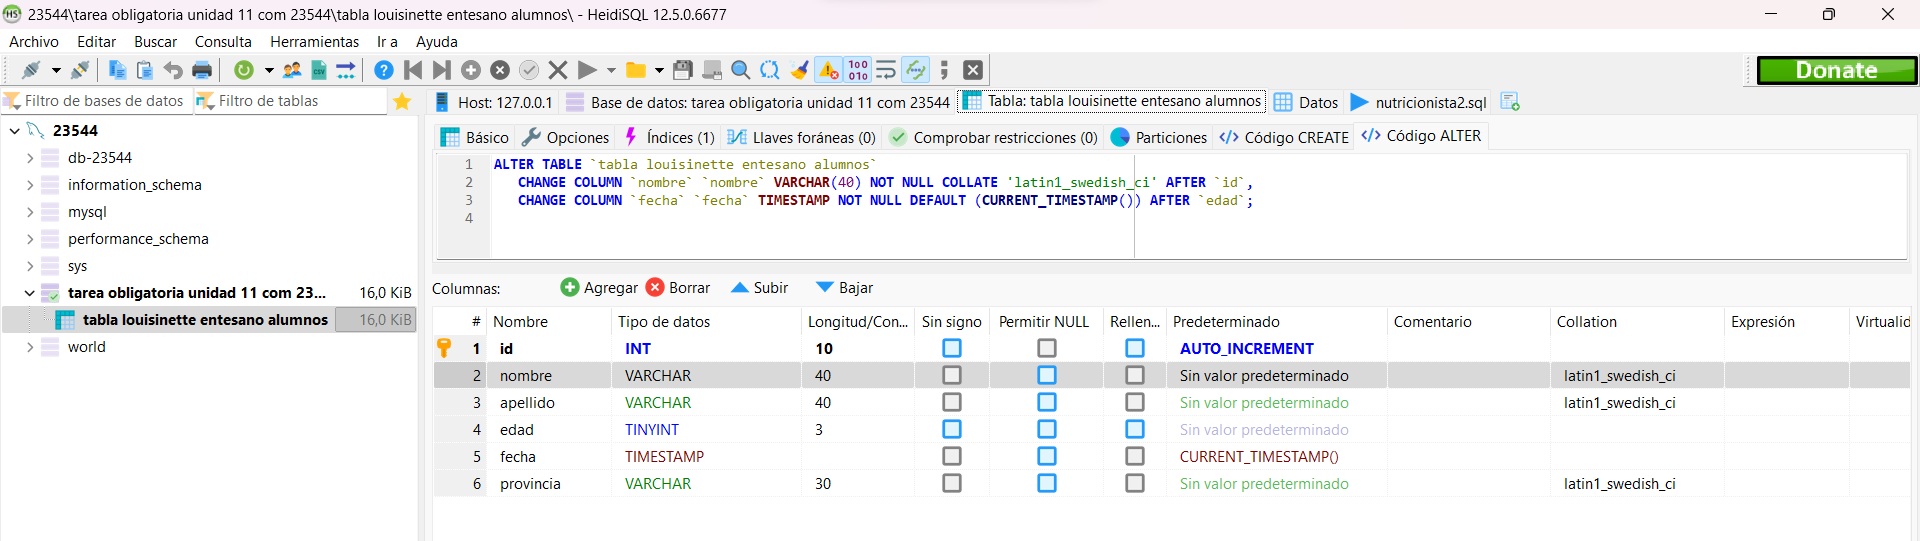 23544\tarea obligatoria unidad 11 com 23544\tabla louisinette entesano alumnos\ - HeidiSQL 12.5.0.6677
Archivo Editar Buscar Consulta Herramientas Ir a Ayuda
Donate
Filtro de bases de datos Filtro de tablas
Host: 127.0.0.1 Base de datos: tarea obligatoria unidad 11 com 23544 Tabla: tabla louisinette entesano alumnos Datos nutricionista2.sql
23544
db-23544
information_schema
mysql
performance_schema
sys
tarea obligatoria unidad 11 com 23... 16,0 KiB
tabla louisinette entesano alumnos 16,0 KiB
world
Básico Opciones Índices (1) Llaves foráneas (0) Comprobar restricciones (0) Particiones Código CREATE Código ALTER
1 ALTER TABLE `tabla louisinette entesano alumnos`
2 CHANGE COLUMN `nombre` `nombre` VARCHAR(40) NOT NULL COLLATE 'latin1_swedish_ci' AFTER `id`,
3 CHANGE COLUMN `fecha` `fecha` TIMESTAMP NOT NULL DEFAULT (CURRENT_TIMESTAMP()) AFTER `edad`;
4
Columnas: Agregar Borrar Subir Bajar
# Nombre Tipo de datos Longitud/Con... Sin signo Permitir NULL Rellen... Predeterminado Comentario Collation Expresión Virtualid
1 id INT 10 AUTO_INCREMENT
2 nombre VARCHAR 40 Sin valor predeterminado latin1_swedish_ci
3 apellido VARCHAR 40 Sin valor predeterminado latin1_swedish_ci
4 edad TINYINT 3 Sin valor predeterminado
5 fecha TIMESTAMP CURRENT_TIMESTAMP()
6 provincia VARCHAR 30 Sin valor predeterminado latin1_swedish_ci